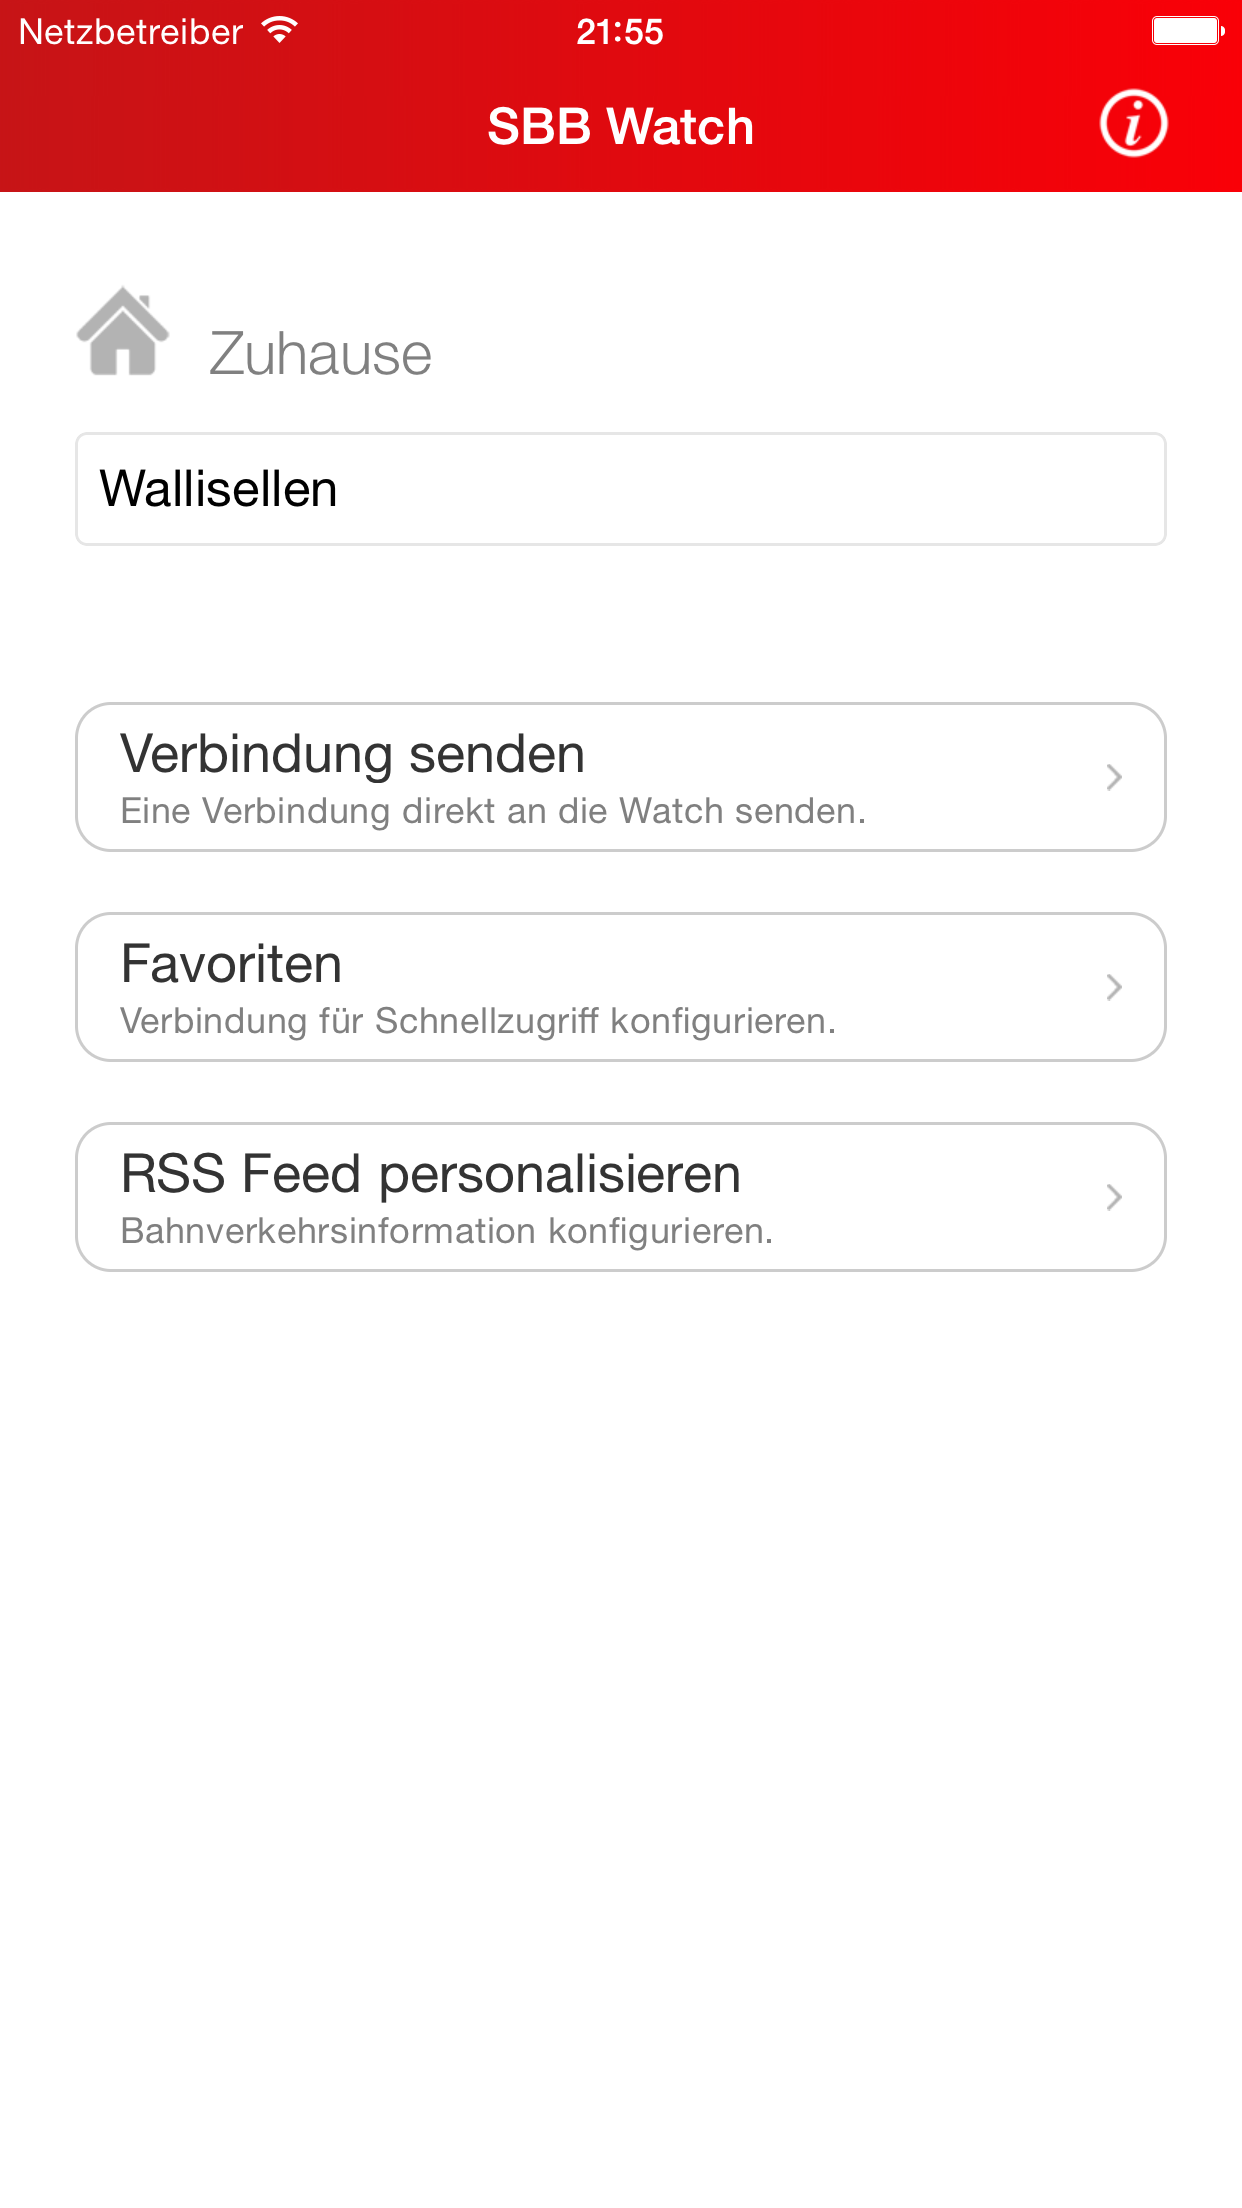 Netzbetreiber 21:55
SBB Watch
Zuhause
Wallisellen
Verbindung senden
Eine Verbindung direkt an die Watch senden.
Favoriten
Verbindung für Schnellzugriff konfigurieren.
RSS Feed personalisieren
Bahnverkehrsinformation konfigurieren.